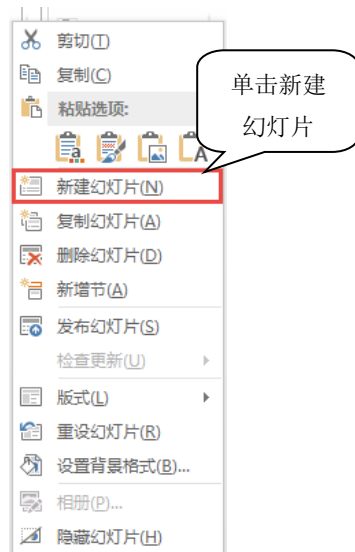 剪切(T)
复制(C)
粘贴选项:
单击新建
幻灯片
新建幻灯片(N)
复制幻灯片(A)
删除幻灯片(D)
新增节(A)
发布幻灯片(S)
检查更新(U)
版式(L)
重设幻灯片(R)
设置背景格式(B)...
相册(P)...
隐藏幻灯片(H)